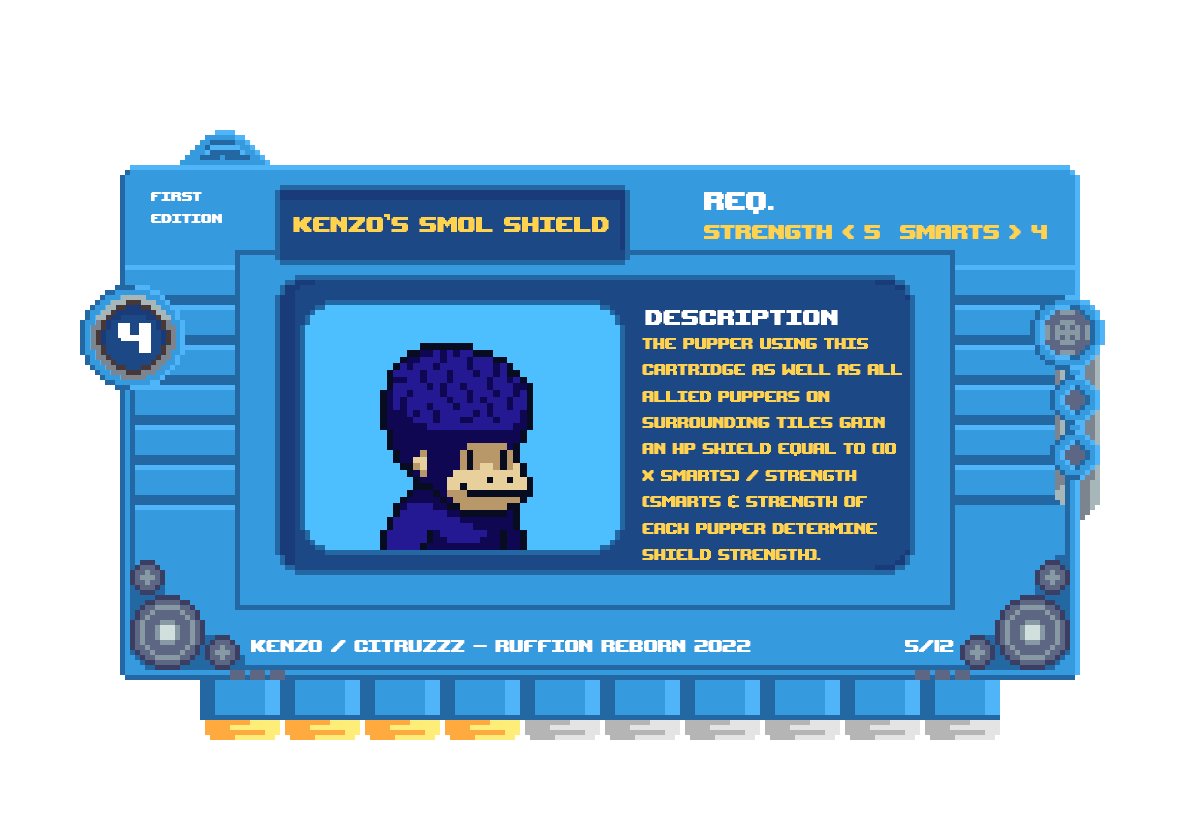 FIRST
EDITION
KENZO'S SMOL SHIELD
REQ.
STRENGTH < 5 SMARTS > 4
4
DESCRIPTION
THE PUPPER USING THIS
CARTRIDGE AS WELL AS ALL
ALLIED PUPPERS ON
SURROUNDING TILES GAIN
AN HP SHIELD EQUAL TO (10
X SMARTS) / STRENGTH
(SMARTS & STRENGTH OF
EACH PUPPER DETERMINE
SHIELD STRENGTH).
KENZO / CITRUZZZ - RUFFION REBORN 2022
5/12